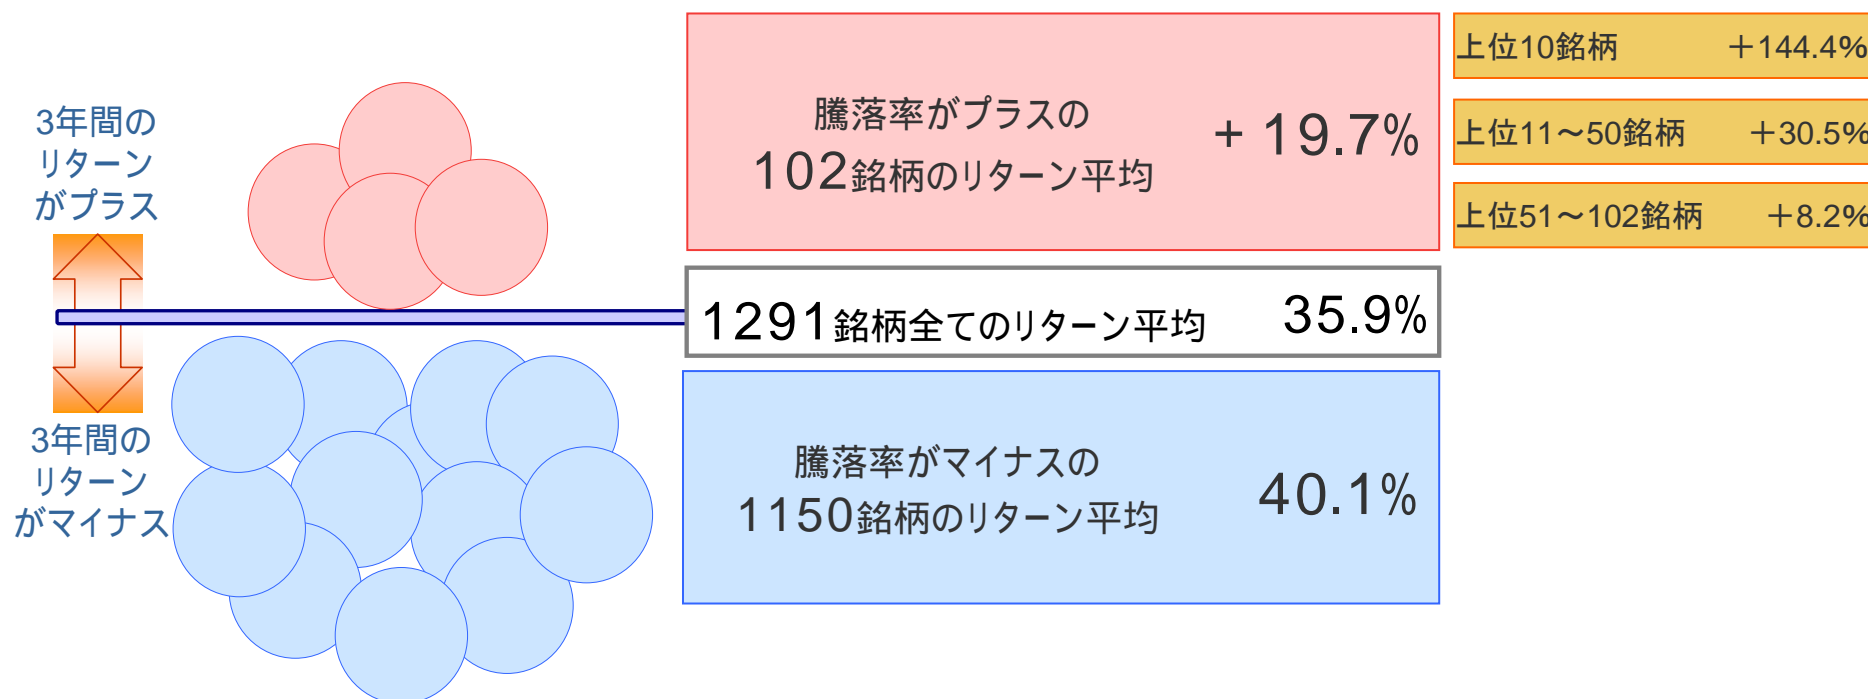 3年間の
リターン
がプラス
3年間の
リターン
がマイナス
騰落率がプラスの
102銘柄のリターン平均
+ 19.7%
1291銘柄全てのリターン平均 35.9%
騰落率がマイナスの
1150銘柄のリターン平均
40.1%
上位10銘柄 +144.4%
上位11～50銘柄 +30.5%
上位51～102銘柄 +8.2%